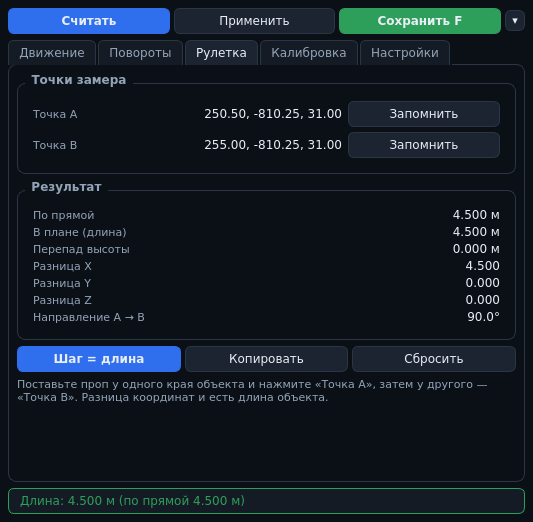 Считать Применить Сохранить F ▾
Движение Повороты Рулетка Калибровка Настройки
Точки замера
Точка A 250.50, -810.25, 31.00 Запомнить
Точка B 255.00, -810.25, 31.00 Запомнить
Результат
По прямой 4.500 м
В плане (длина) 4.500 м
Перепад высоты 0.000 м
Разница X 4.500
Разница Y 0.000
Разница Z 0.000
Направление A → B 90.0°
Шаг = длина Копировать Сбросить
Поставьте проп у одного края объекта и нажмите «Точка A», затем у другого —
«Точка B». Разница координат и есть длина объекта.
Длина: 4.500 м (по прямой 4.500 м)